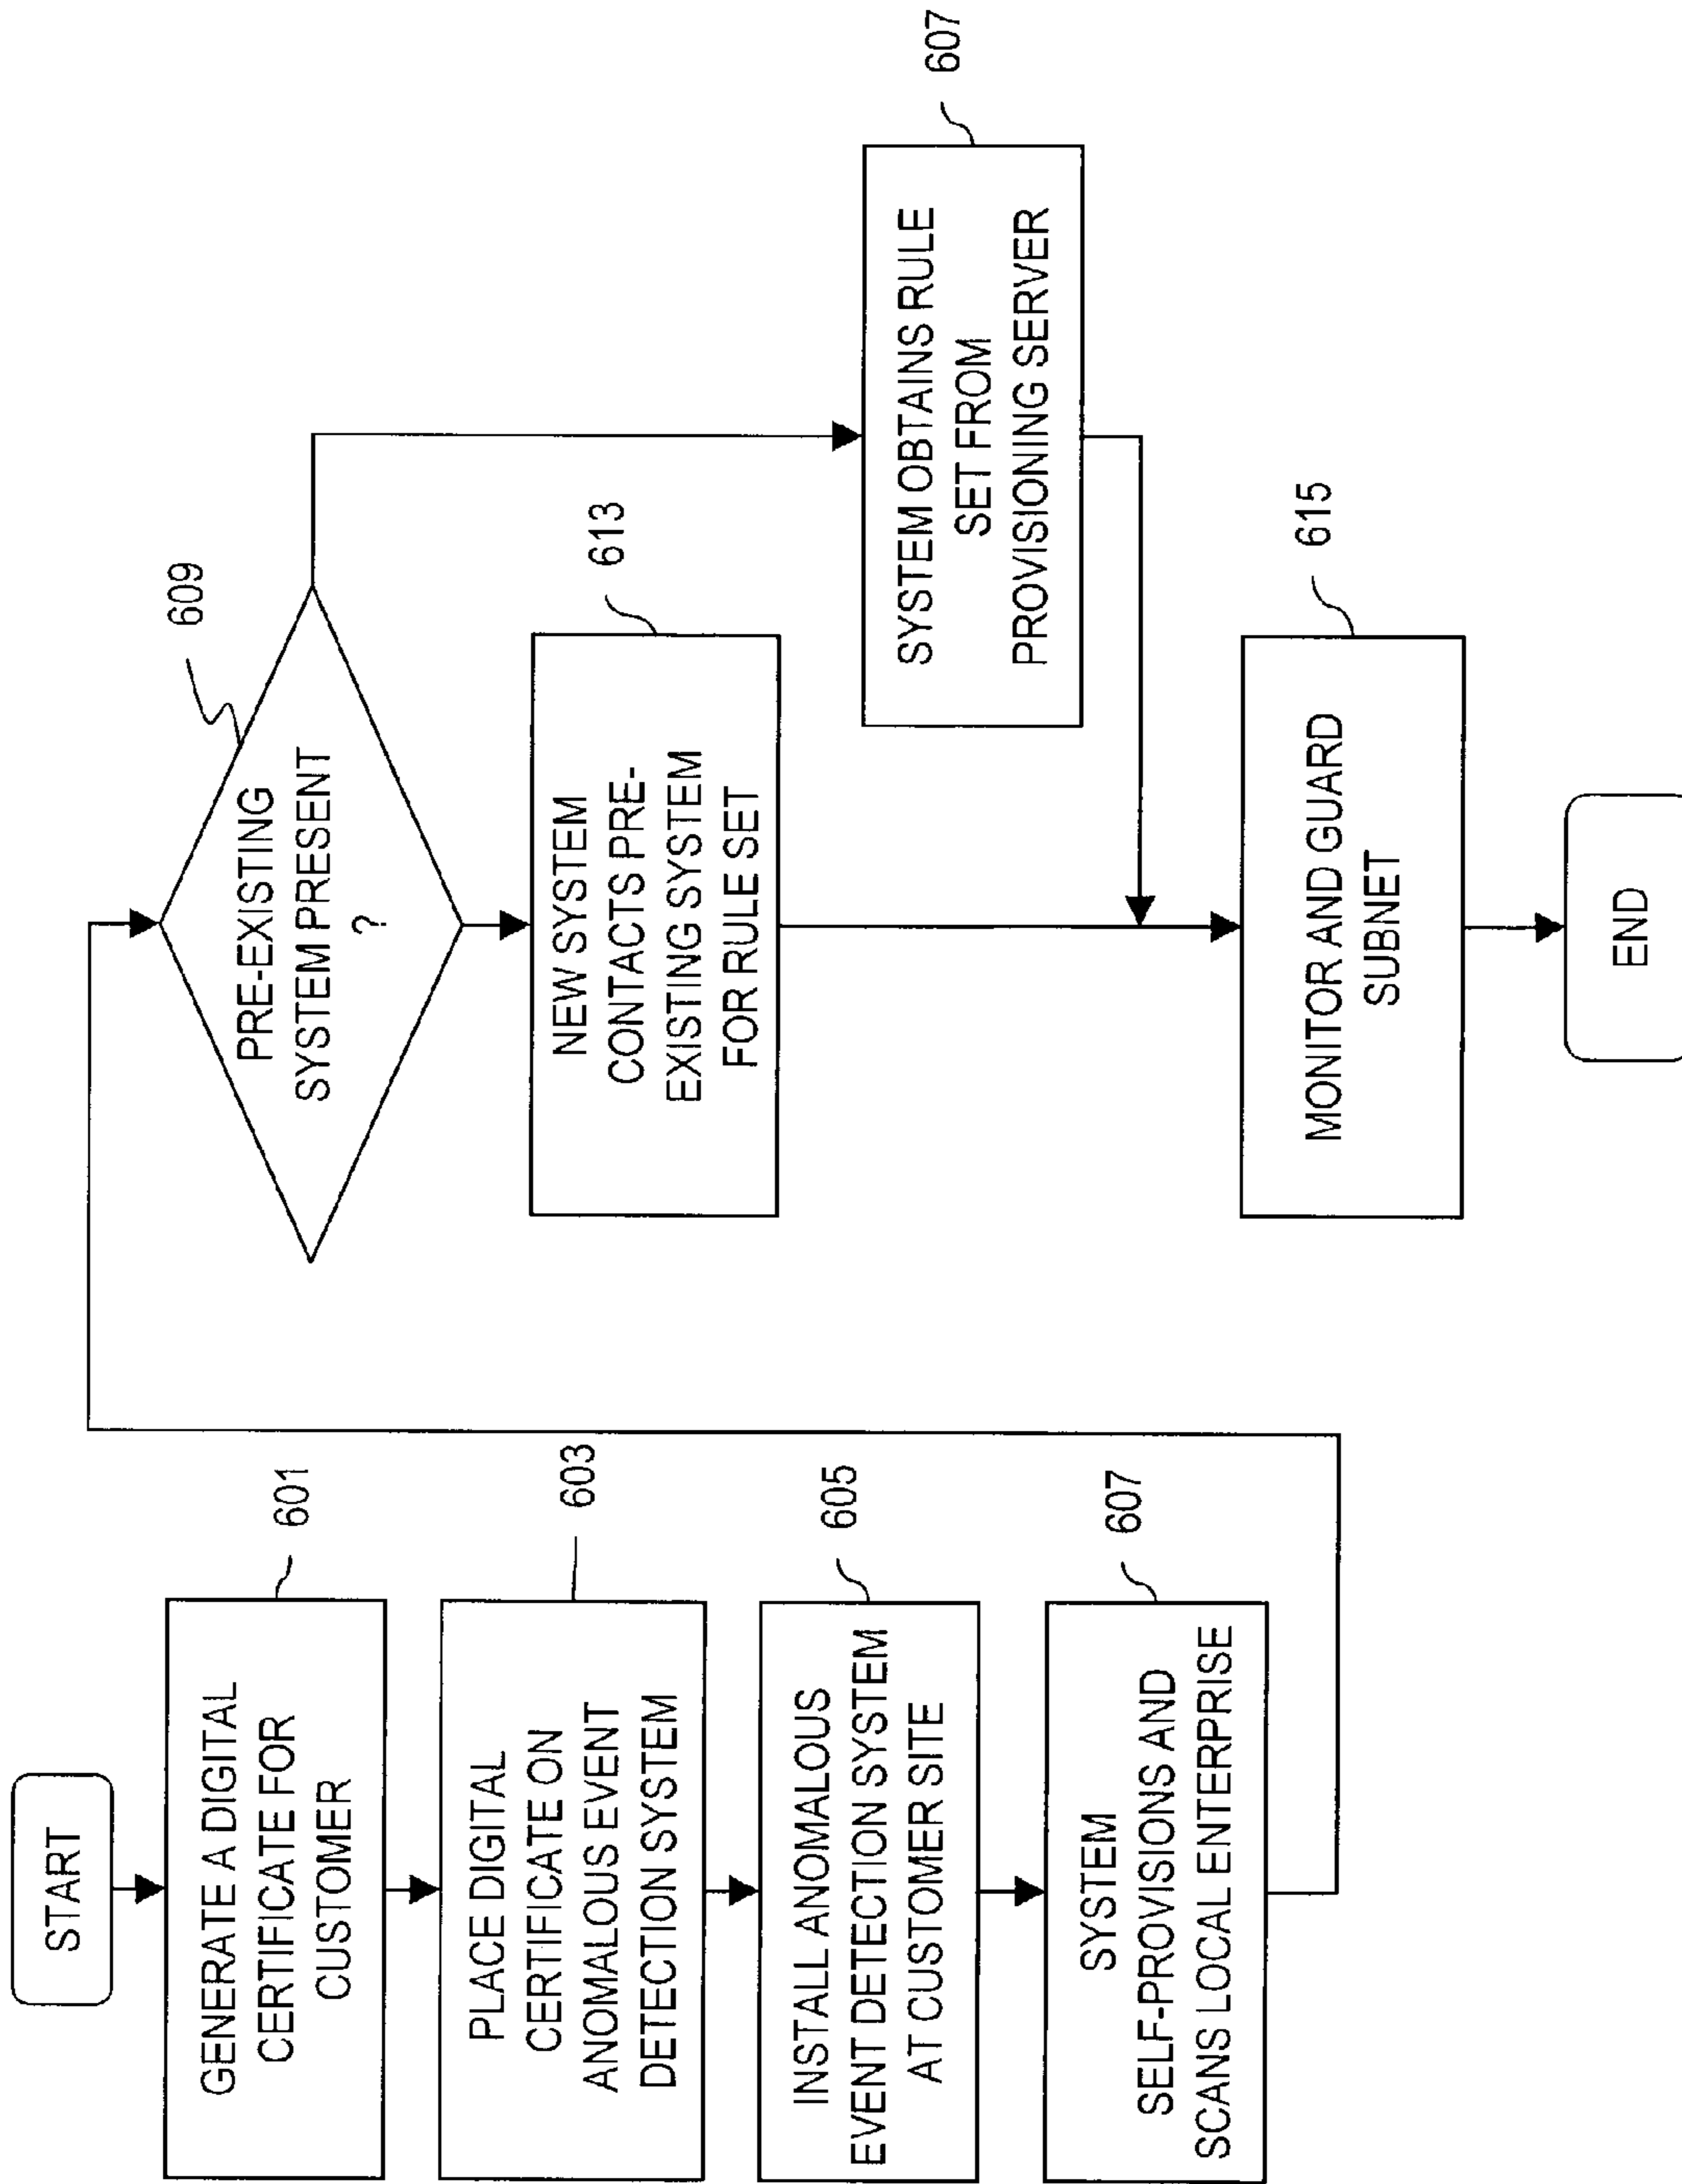 START
GENERATE A DIGITAL
CERTIFICATE FOR
CUSTOMER
601
PLACE DIGITAL
CERTIFICATE ON
ANOMALOUS EVENT
DETECTION SYSTEM
603
INSTALL ANOMALOUS
EVENT DETECTION SYSTEM
AT CUSTOMER SITE
605
SYSTEM
SELF-PROVISIONS AND
SCANS LOCAL ENTERPRISE
607
PRE-EXISTING
SYSTEM PRESENT
?
609
NEW SYSTEM
CONTACTS PRE-
EXISTING SYSTEM
FOR RULE SET
613
SYSTEM OBTAINS RULE
SET FROM
PROVISIONING SERVER
607
MONITOR AND GUARD
SUBNET
615
END